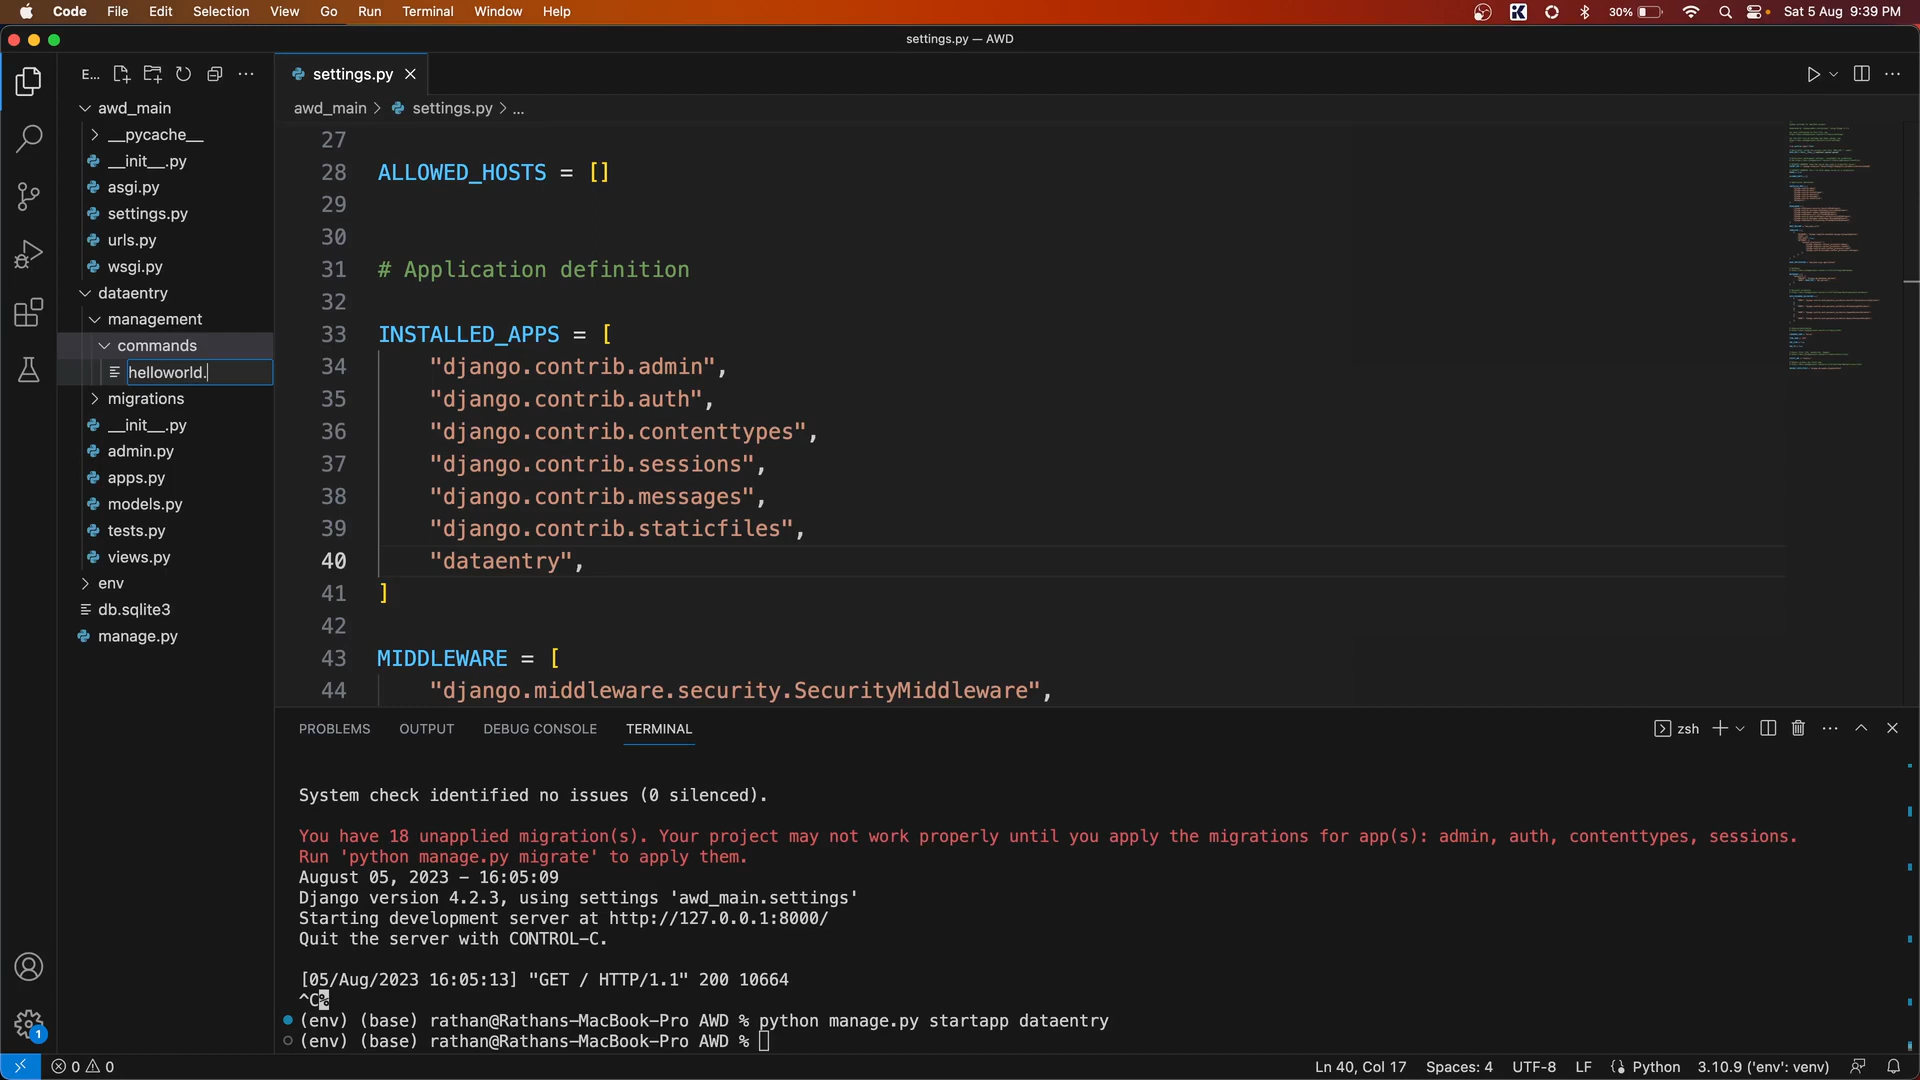 Code File Edit Selection View Go Run Terminal Window Help 30% Sat 5 Aug 9:39 PM
settings.py — AWD
E... settings.py
awd_main > settings.py > ...
awd_main
__pycache__
__init__.py
asgi.py
settings.py
urls.py
wsgi.py
dataentry
management
commands
helloworld.
migrations
__init__.py
admin.py
apps.py
models.py
tests.py
views.py
env
db.sqlite3
manage.py
27
28 ALLOWED_HOSTS = []
29
30
31 # Application definition
32
33 INSTALLED_APPS = [
34 "django.contrib.admin",
35 "django.contrib.auth",
36 "django.contrib.contenttypes",
37 "django.contrib.sessions",
38 "django.contrib.messages",
39 "django.contrib.staticfiles",
40 "dataentry",
41 ]
42
43 MIDDLEWARE = [
44 "django.middleware.security.SecurityMiddleware",
PROBLEMS OUTPUT DEBUG CONSOLE TERMINAL zsh
System check identified no issues (0 silenced).
You have 18 unapplied migration(s). Your project may not work properly until you apply the migrations for app(s): admin, auth, contenttypes, sessions.
Run 'python manage.py migrate' to apply them.
August 05, 2023 - 16:05:09
Django version 4.2.3, using settings 'awd_main.settings'
Starting development server at http://127.0.0.1:8000/
Quit the server with CONTROL-C.
[05/Aug/2023 16:05:13] "GET / HTTP/1.1" 200 10664
^C%
(env) (base) rathan@Rathans-MacBook-Pro AWD % python manage.py startapp dataentry
(env) (base) rathan@Rathans-MacBook-Pro AWD %
1
0 0 Ln 40, Col 17 Spaces: 4 UTF-8 LF Python 3.10.9 ('env': venv)